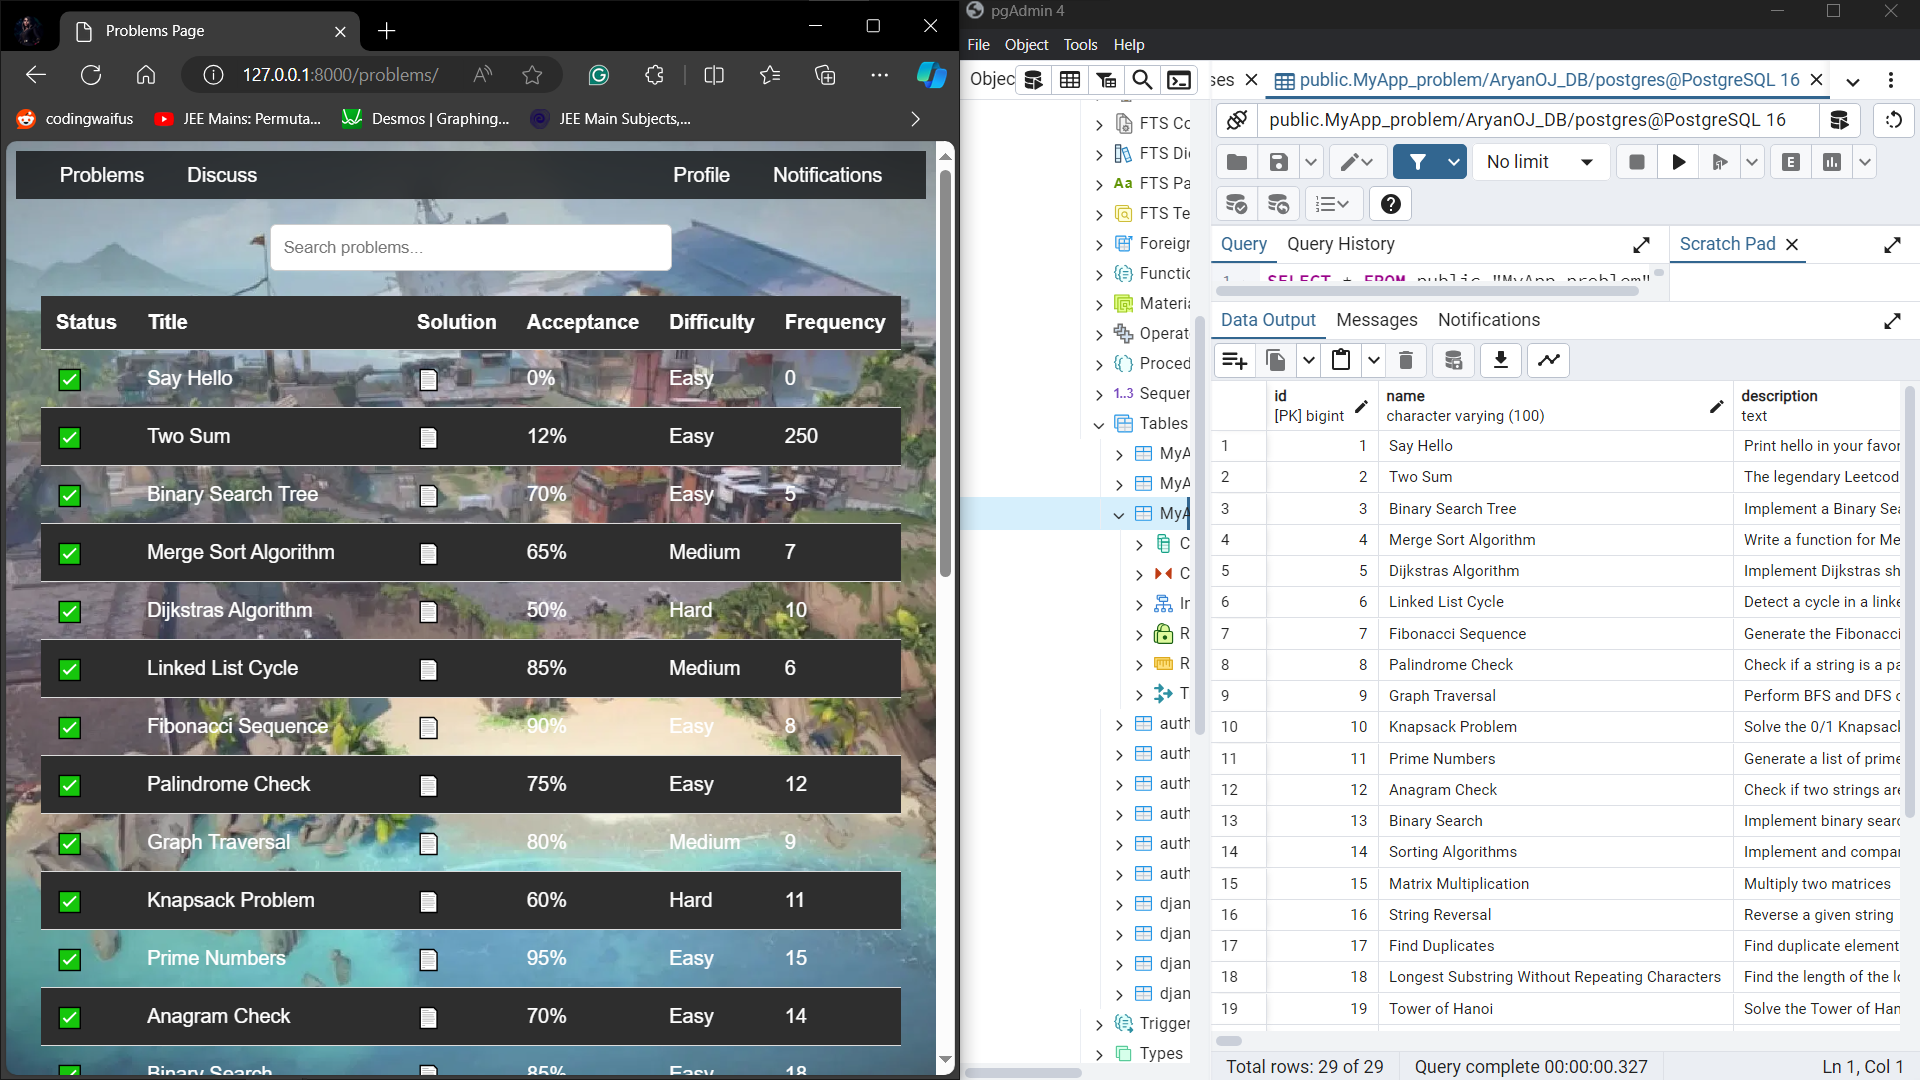 Problems Page
127.0.0.1:8000/problems/
codingwaifus
JEE Mains: Permuta...
Desmos | Graphing...
JEE Main Subjects,...
Problems
Discuss
Profile
Notifications
Search problems...
Status Title Solution Acceptance Difficulty Frequency
Say Hello 0% Easy 0
Two Sum 12% Easy 250
Binary Search Tree 70% Easy 5
Merge Sort Algorithm 65% Medium 7
Dijkstras Algorithm 50% Hard 10
Linked List Cycle 85% Medium 6
Fibonacci Sequence 90% Easy 8
Palindrome Check 75% Easy 12
Graph Traversal 80% Medium 9
Knapsack Problem 60% Hard 11
Prime Numbers 95% Easy 15
Anagram Check 70% Easy 14
Binary Search 85% Easy 18
pgAdmin 4
File Object Tools Help
Objec
ses
public.MyApp_problem/AryanOJ_DB/postgres@PostgreSQL 16
FTS Co
FTS Di
FTS Pa
FTS Te
Foreign
Functio
Materia
Operat
Proced
1..3 Sequen
Tables
MyA
MyA
MyA
C
C
In
R
R
T
auth
auth
auth
auth
auth
auth
djan
djan
djan
djan
Trigger
Types
public.MyApp_problem/AryanOJ_DB/postgres@PostgreSQL 16
No limit
Query
Query History
Scratch Pad
1 SELECT * FROM public."MyApp_problem"
Data Output
Messages
Notifications
id name description
[PK] bigint character varying (100) text
1 1 Say Hello Print hello in your favor
2 2 Two Sum The legendary Leetcod
3 3 Binary Search Tree Implement a Binary Sea
4 4 Merge Sort Algorithm Write a function for Me
5 5 Dijkstras Algorithm Implement Dijkstras sh
6 6 Linked List Cycle Detect a cycle in a linke
7 7 Fibonacci Sequence Generate the Fibonacci
8 8 Palindrome Check Check if a string is a pa
9 9 Graph Traversal Perform BFS and DFS o
10 10 Knapsack Problem Solve the 0/1 Knapsack
11 11 Prime Numbers Generate a list of prime
12 12 Anagram Check Check if two strings are
13 13 Binary Search Implement binary searc
14 14 Sorting Algorithms Implement and compar
15 15 Matrix Multiplication Multiply two matrices
16 16 String Reversal Reverse a given string
17 17 Find Duplicates Find duplicate element
18 18 Longest Substring Without Repeating Characters Find the length of the lo
19 19 Tower of Hanoi Solve the Tower of Han
Total rows: 29 of 29
Query complete 00:00:00.327
Ln 1, Col 1